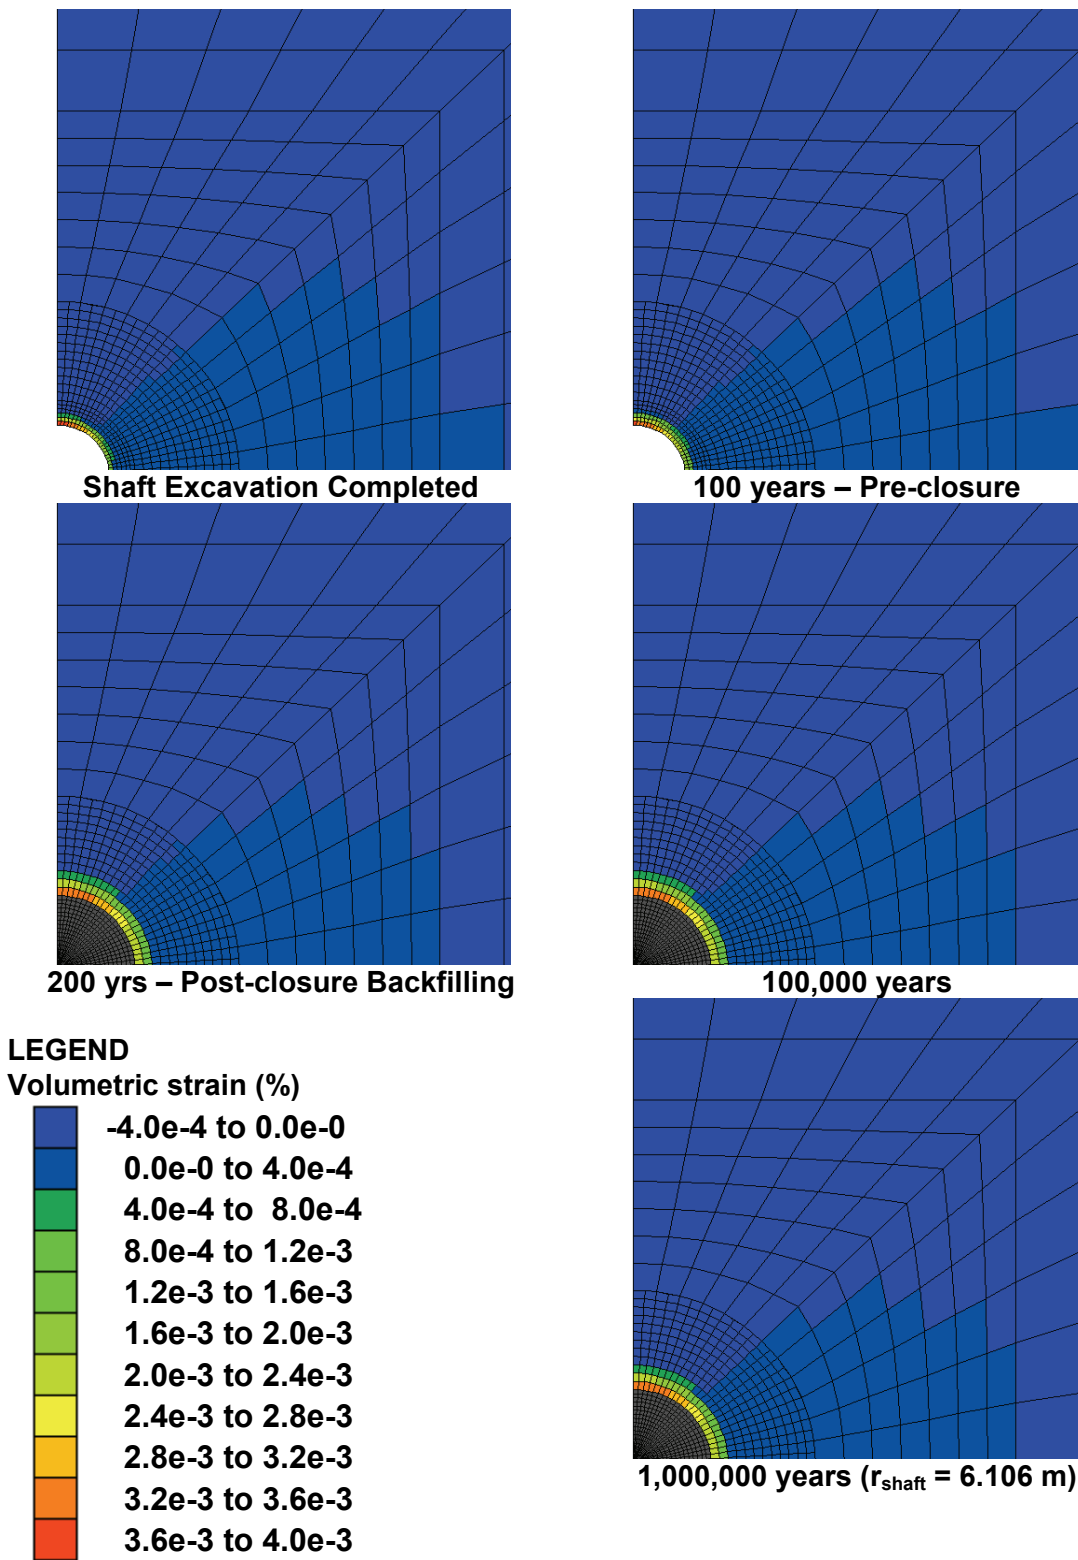 Shaft Excavation Completed
100 years – Pre-closure
200 yrs – Post-closure Backfilling
100,000 years
LEGEND
Volumetric strain (%)
-4.0e-4 to 0.0e-0
0.0e-0 to 4.0e-4
4.0e-4 to 8.0e-4
8.0e-4 to 1.2e-3
1.2e-3 to 1.6e-3
1.6e-3 to 2.0e-3
2.0e-3 to 2.4e-3
2.4e-3 to 2.8e-3
2.8e-3 to 3.2e-3
3.2e-3 to 3.6e-3
3.6e-3 to 4.0e-3
1,000,000 years (rshaft = 6.106 m)